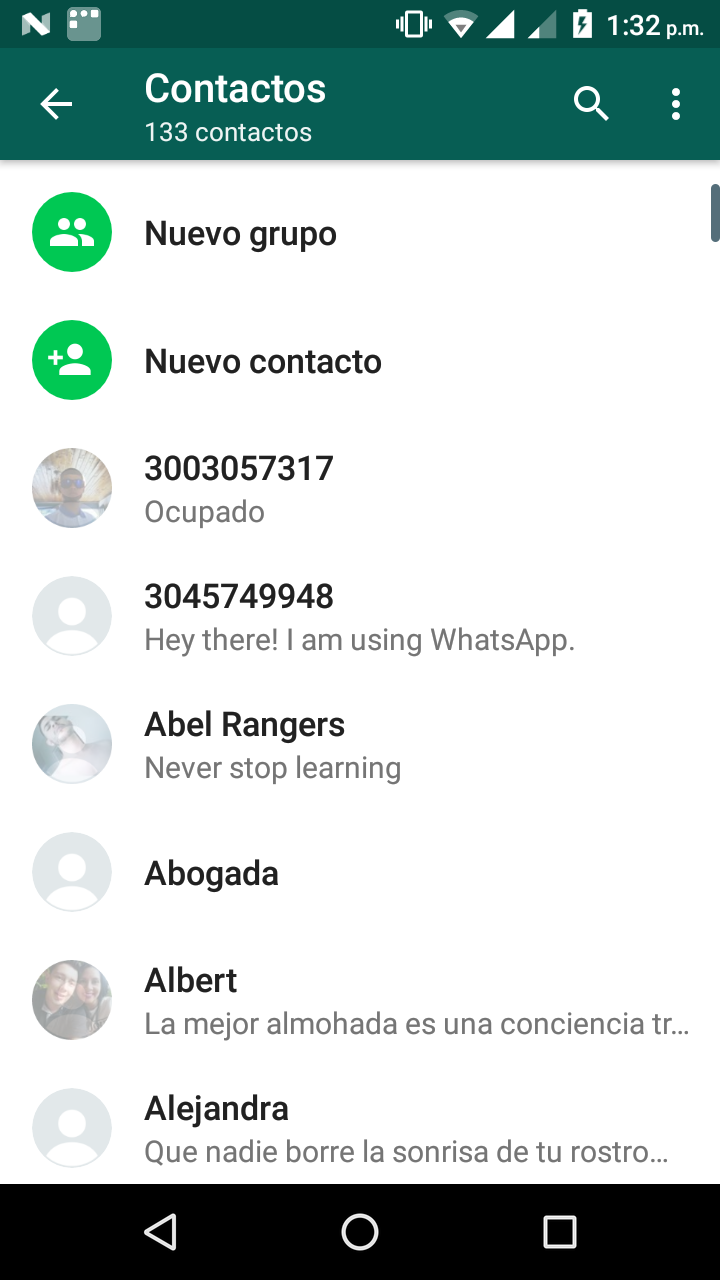 1:32 p.m.
Contactos
133 contactos
Nuevo grupo
Nuevo contacto
3003057317
Ocupado
3045749948
Hey there! I am using WhatsApp.
Abel Rangers
Never stop learning
Abogada
Albert
La mejor almohada es una conciencia tr...
Alejandra
Que nadie borre la sonrisa de tu rostro...